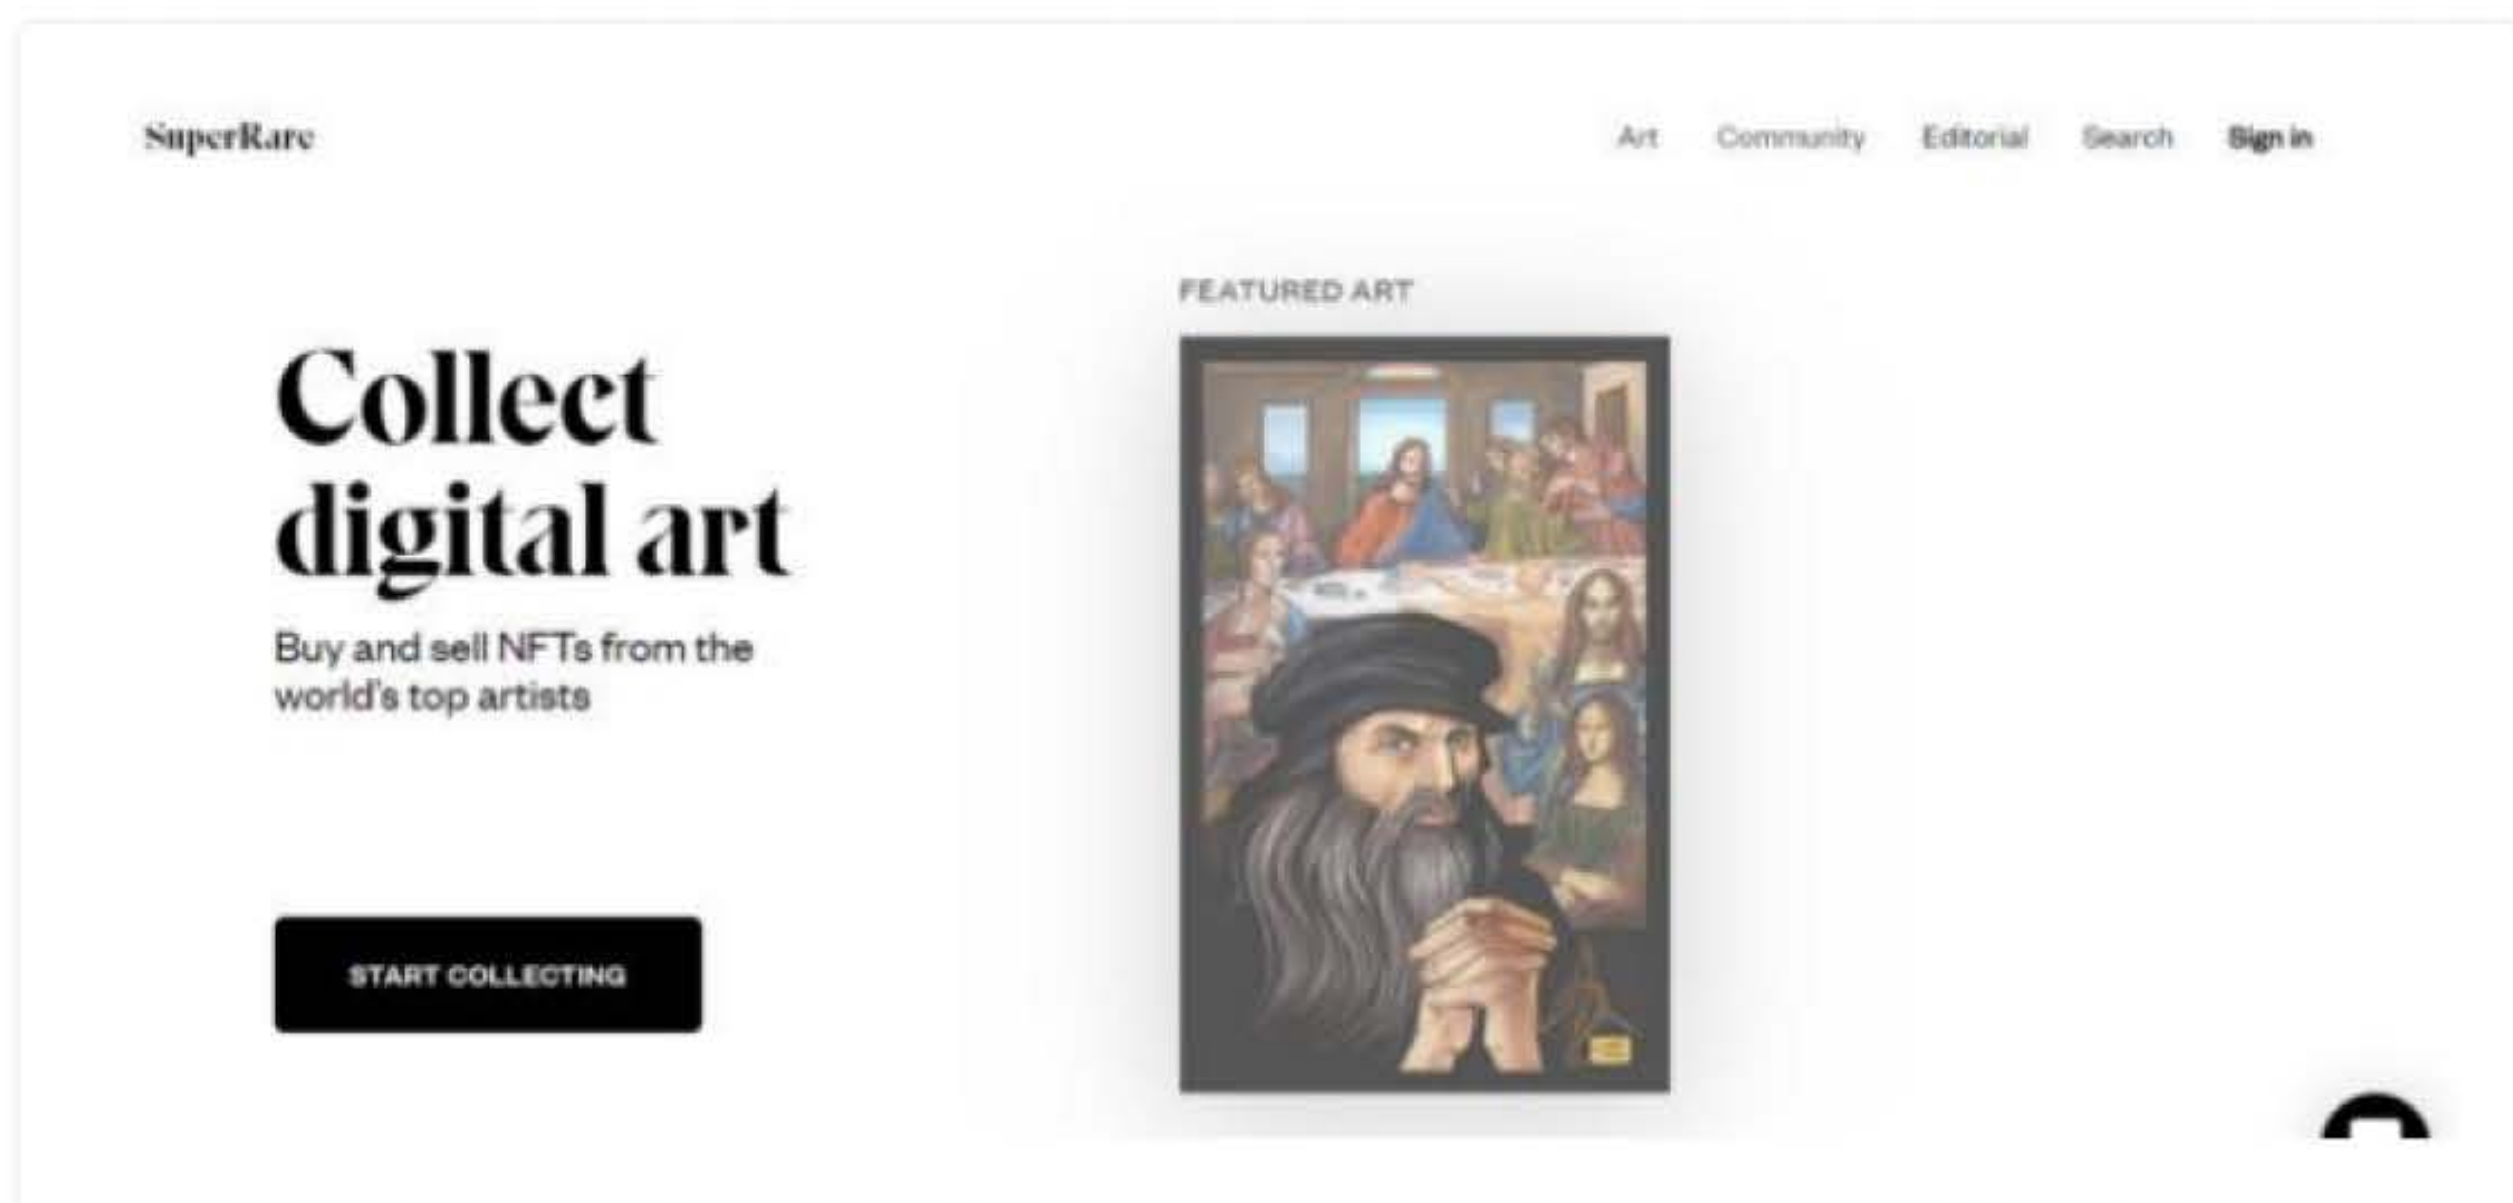 SuperRare
Art Community Editorial Search Sign in
FEATURED ART
Collect
digital art
Buy and sell NFTs from the
world's top artists
START COLLECTING